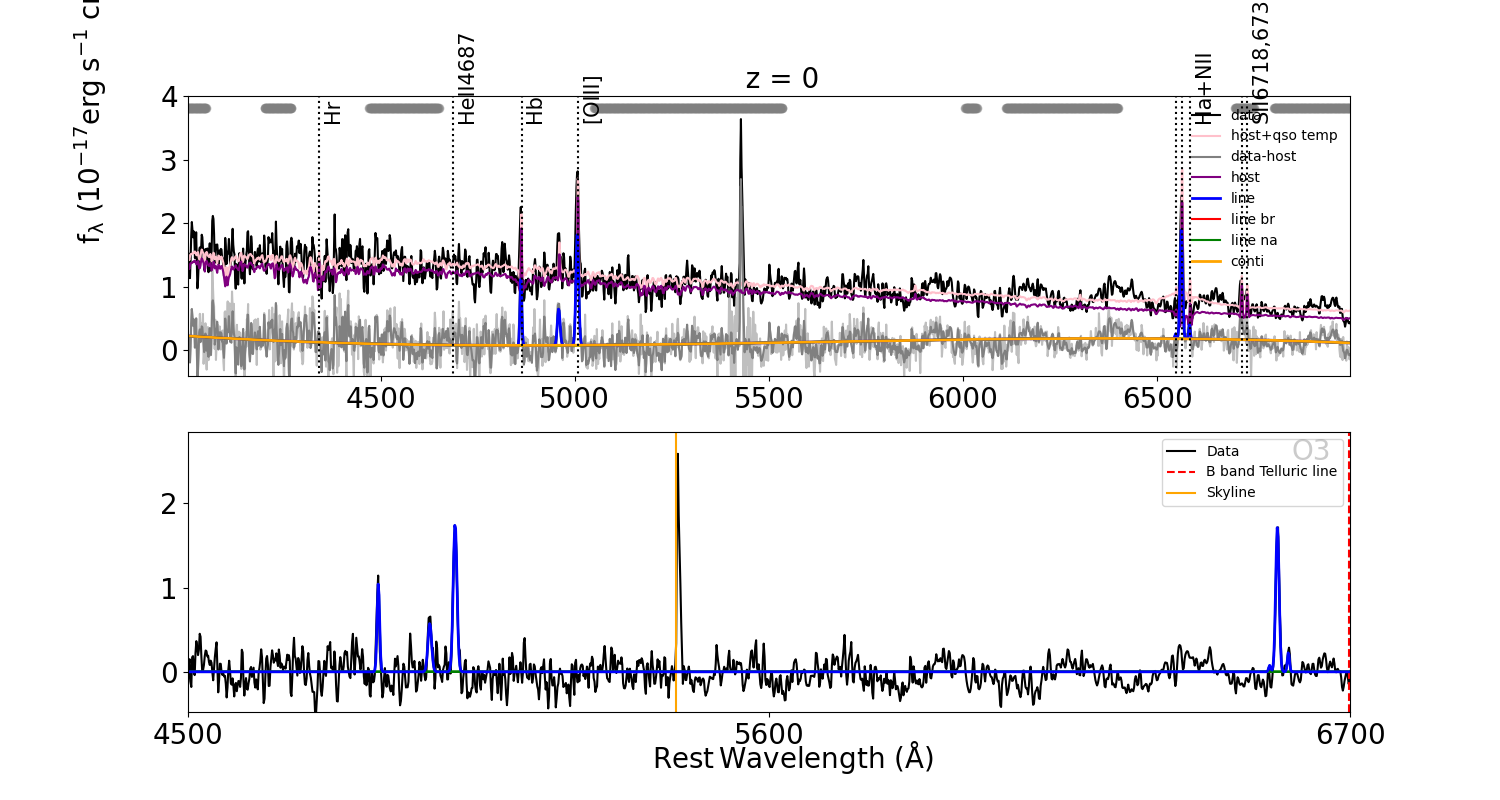 z = 0
f_λ (10^−17 erg s^−1 c
Hr
HeII4687
Hb
[OIII]
Ha+NII
SII6718,673
4
3
2
1
0
data
host+qso temp
data-host
host
line
line br
line na
conti
4500
5000
5500
6000
6500
O3
Data
B band Telluric line
Skyline
2
1
0
4500
5600
6700
Rest Wavelength (Å)